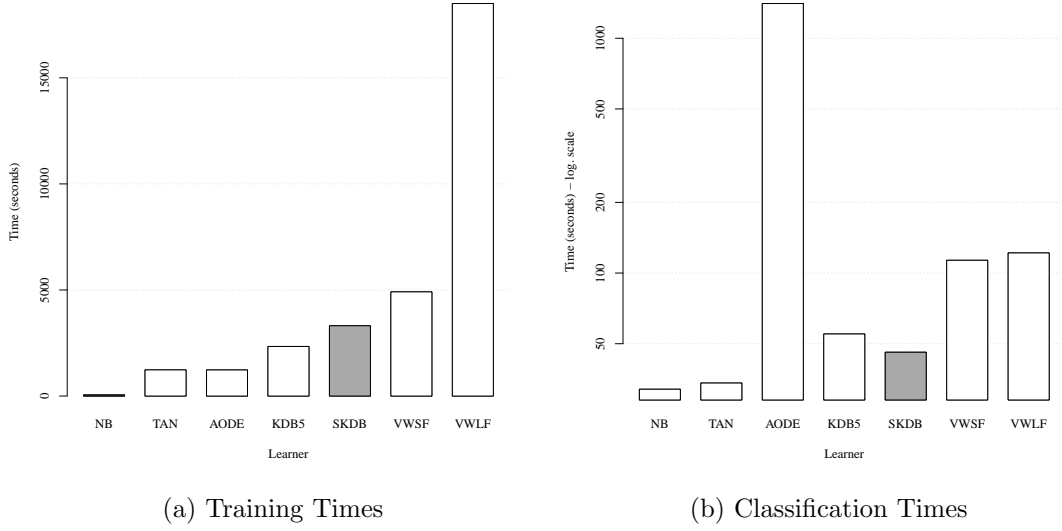 Time (seconds)
15000
10000
5000
0
NB TAN AODE KDB5 SKDB VWSF VWLF
Learner
(a) Training Times
Time (seconds) − log. scale
1000
500
200
100
50
NB TAN AODE KDB5 SKDB VWSF VWLF
Learner
(b) Classification Times